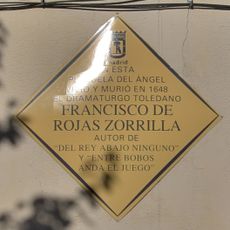 Madrid
EN ESTA
PLAZUELA DEL ÁNGEL
VIVIÓ Y MURIÓ EN 1648
EL DRAMATURGO TOLEDANO
FRANCISCO DE
ROJAS ZORRILLA
AUTOR DE
"DEL REY ABAJO NINGUNO"
Y "ENTRE BOBOS
ANDA EL JUEGO"